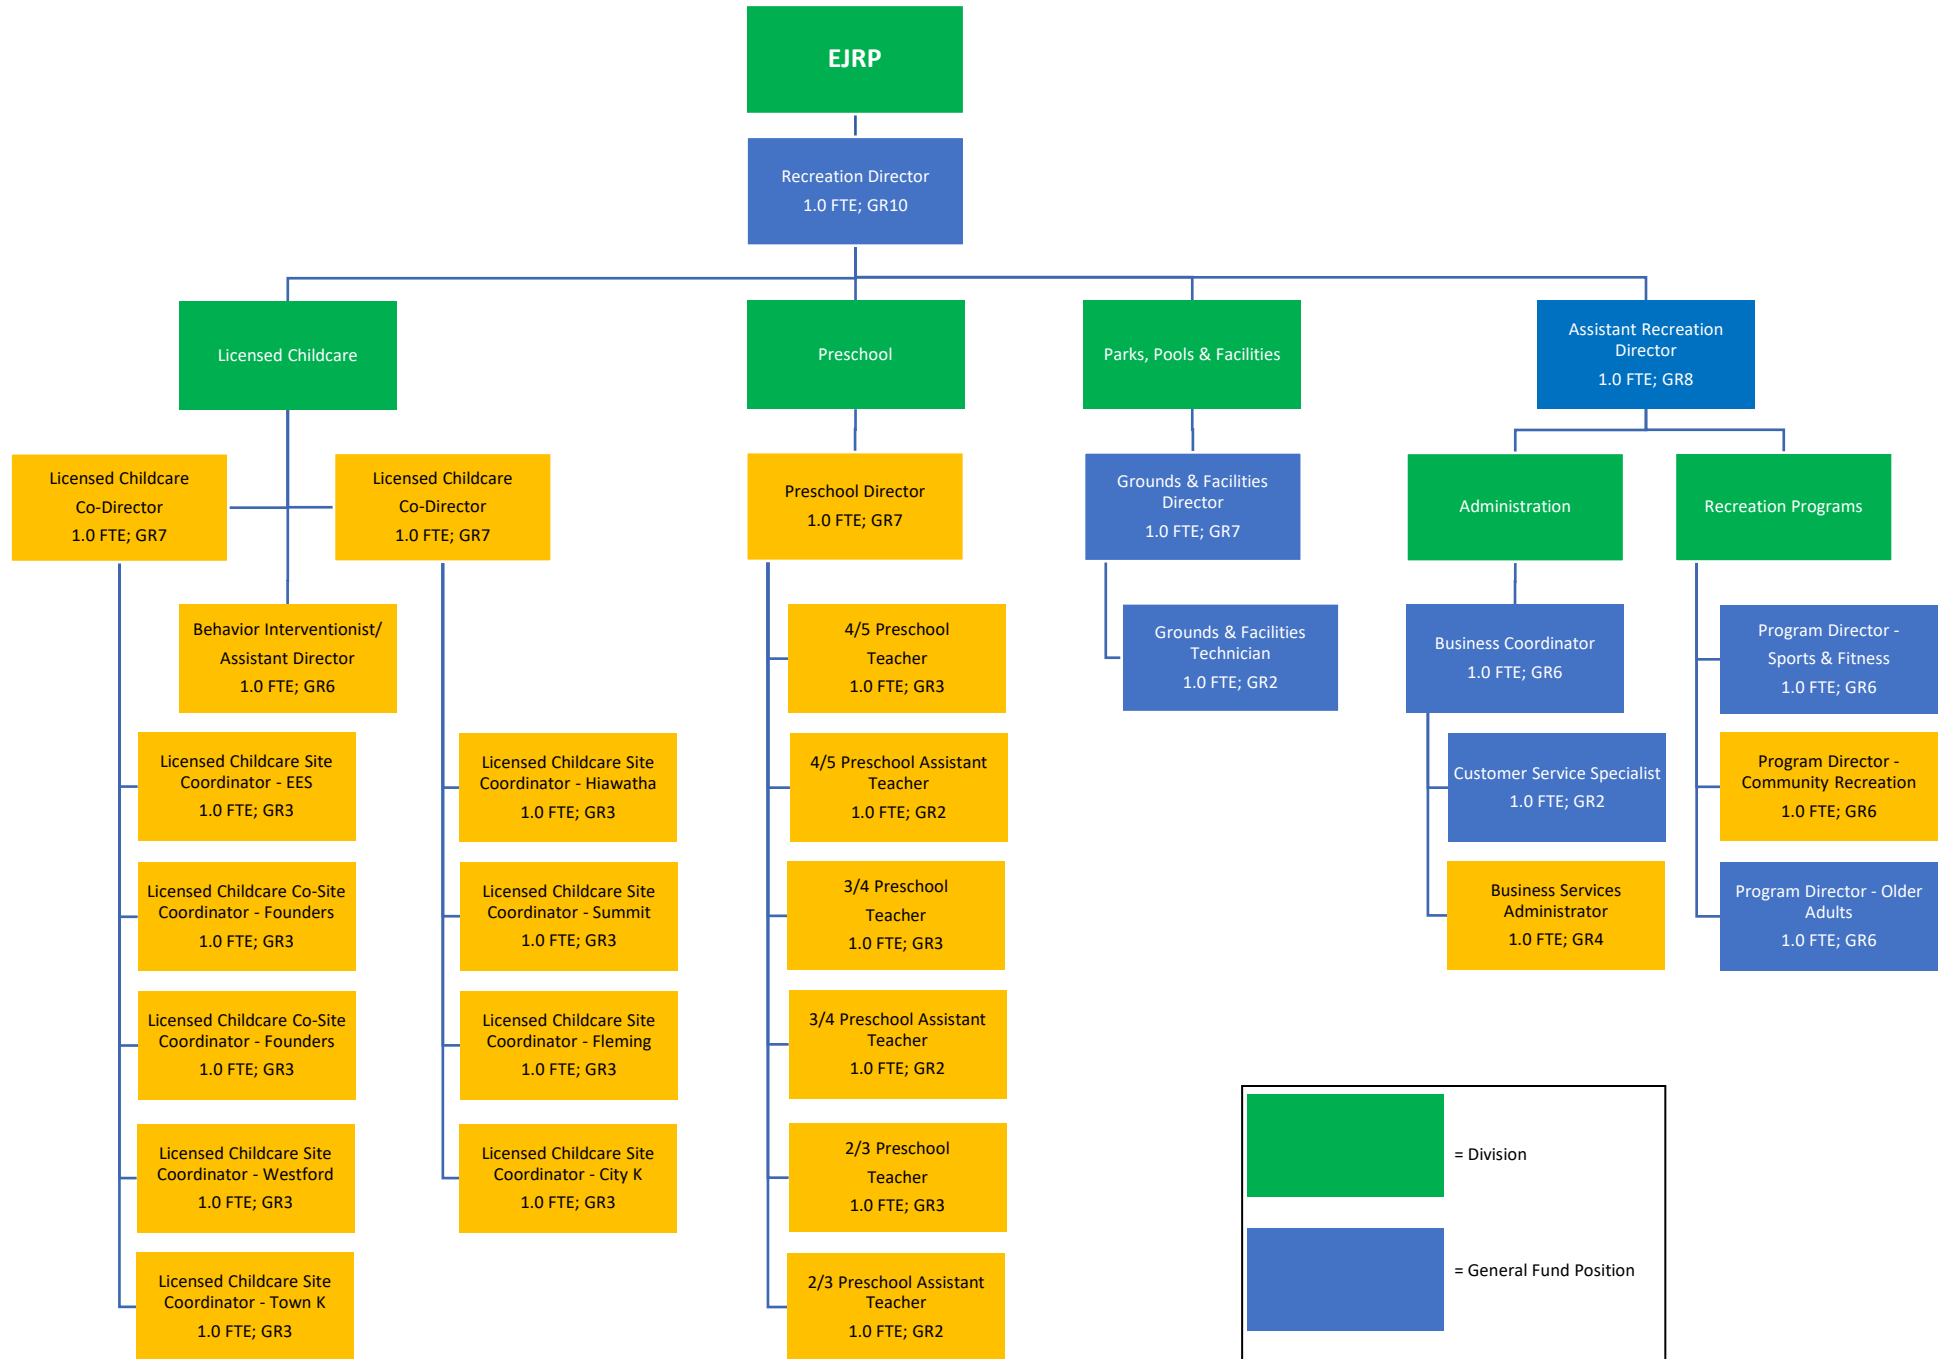 EJRP
Recreation Director
1.0 FTE; GR10
Licensed Childcare
Preschool
Parks, Pools & Facilities
Assistant Recreation
Director
1.0 FTE; GR8
Licensed Childcare
Co-Director
1.0 FTE; GR7
Licensed Childcare
Co-Director
1.0 FTE; GR7
Preschool Director
1.0 FTE; GR7
Grounds & Facilities
Director
1.0 FTE; GR7
Administration
Recreation Programs
Behavior Interventionist/
Assistant Director
1.0 FTE; GR6
4/5 Preschool
Teacher
1.0 FTE; GR3
Grounds & Facilities
Technician
1.0 FTE; GR2
Business Coordinator
1.0 FTE; GR6
Program Director -
Sports & Fitness
1.0 FTE; GR6
Licensed Childcare Site
Coordinator - EES
1.0 FTE; GR3
Licensed Childcare Site
Coordinator - Hiawatha
1.0 FTE; GR3
4/5 Preschool Assistant
Teacher
1.0 FTE; GR2
Customer Service Specialist
1.0 FTE; GR2
Program Director -
Community Recreation
1.0 FTE; GR6
Licensed Childcare Co-Site
Coordinator - Founders
1.0 FTE; GR3
Licensed Childcare Site
Coordinator - Summit
1.0 FTE; GR3
3/4 Preschool
Teacher
1.0 FTE; GR3
Business Services
Administrator
1.0 FTE; GR4
Program Director - Older
Adults
1.0 FTE; GR6
Licensed Childcare Co-Site
Coordinator - Founders
1.0 FTE; GR3
Licensed Childcare Site
Coordinator - Fleming
1.0 FTE; GR3
3/4 Preschool Assistant
Teacher
1.0 FTE; GR2
Licensed Childcare Site
Coordinator - Westford
1.0 FTE; GR3
Licensed Childcare Site
Coordinator - City K
1.0 FTE; GR3
2/3 Preschool
Teacher
1.0 FTE; GR3
= Division
Licensed Childcare Site
Coordinator - Town K
1.0 FTE; GR3
2/3 Preschool Assistant
Teacher
1.0 FTE; GR2
= General Fund Position